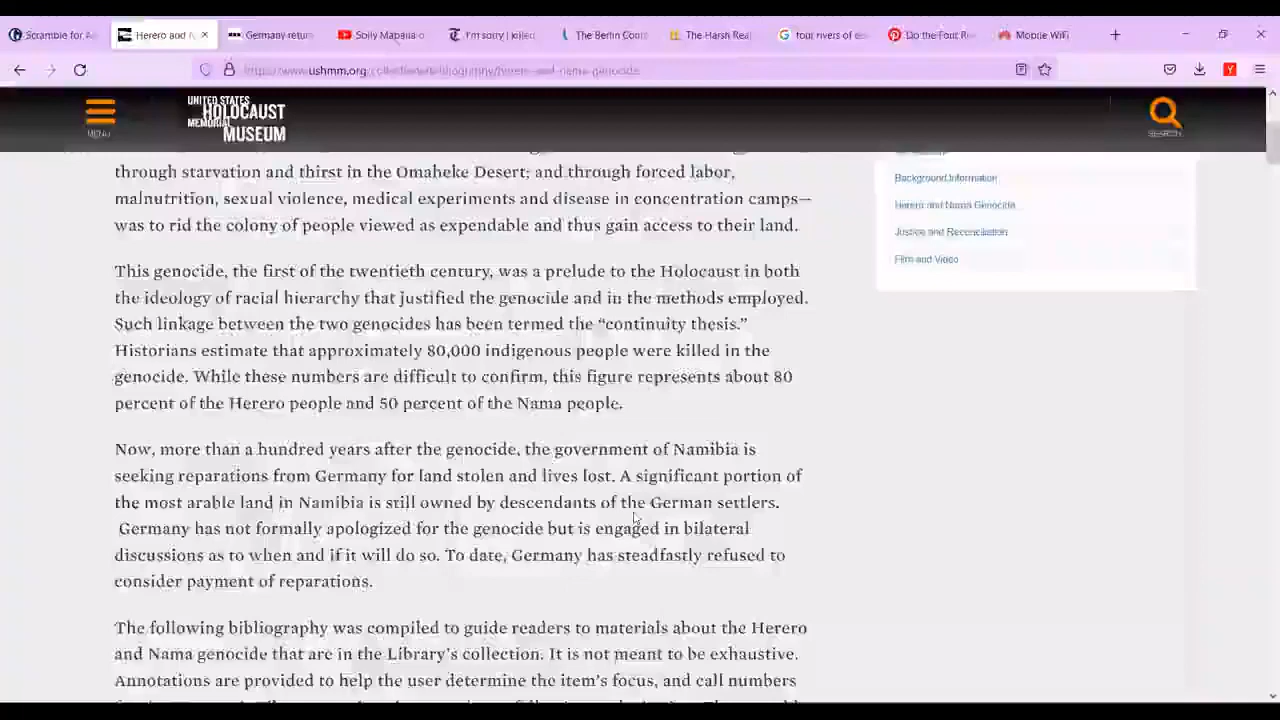 Scramble for A
Herero and N
Germany return
Solly Mapaila o
I'm sorry I killed
The Berlin Con
The Harsh Real
four rivers of e
Do the Four R
Mobile WiFi
https://www.ushmm.org/collections/bibliography/herero-and-nama-genocide
MENU
UNITED STATES
HOLOCAUST
MEMORIAL
MUSEUM
SEARCH
through starvation and thirst in the Omaheke Desert; and through forced labor,
malnutrition, sexual violence, medical experiments and disease in concentration camps—
was to rid the colony of people viewed as expendable and thus gain access to their land.
This genocide, the first of the twentieth century, was a prelude to the Holocaust in both
the ideology of racial hierarchy that justified the genocide and in the methods employed.
Such linkage between the two genocides has been termed the “continuity thesis.”
Historians estimate that approximately 80,000 indigenous people were killed in the
genocide. While these numbers are difficult to confirm, this figure represents about 80
percent of the Herero people and 50 percent of the Nama people.
Now, more than a hundred years after the genocide, the government of Namibia is
seeking reparations from Germany for land stolen and lives lost. A significant portion of
the most arable land in Namibia is still owned by descendants of the German settlers.
Germany has not formally apologized for the genocide but is engaged in bilateral
discussions as to when and if it will do so. To date, Germany has steadfastly refused to
consider payment of reparations.
The following bibliography was compiled to guide readers to materials about the Herero
and Nama genocide that are in the Library’s collection. It is not meant to be exhaustive.
Annotations are provided to help the user determine the item’s focus, and call numbers
Background Information
Herero and Nama Genocide
Justice and Reconciliation
Film and Video